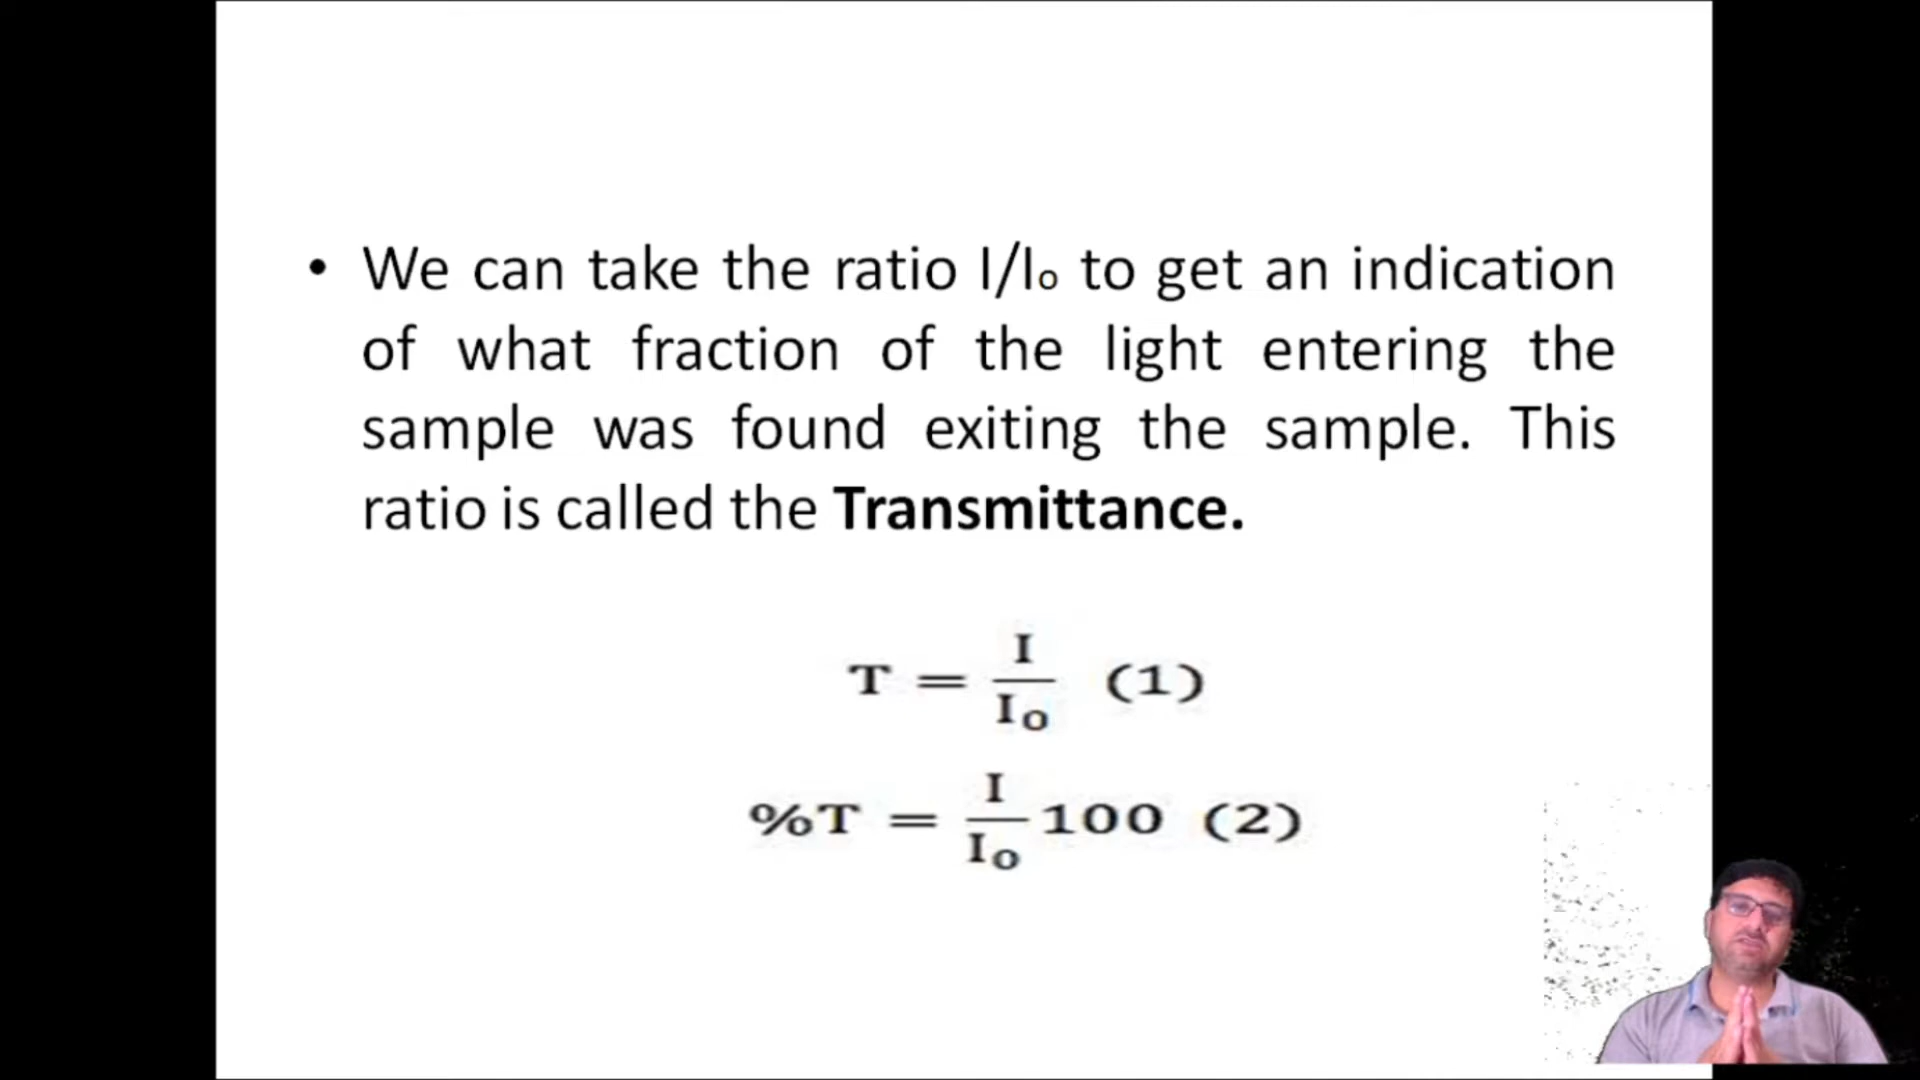 • We can take the ratio I/I₀ to get an indication
of what fraction of the light entering the
sample was found exiting the sample. This
ratio is called the Transmittance.
T = I/I₀ (1)
%T = I/I₀ 100 (2)